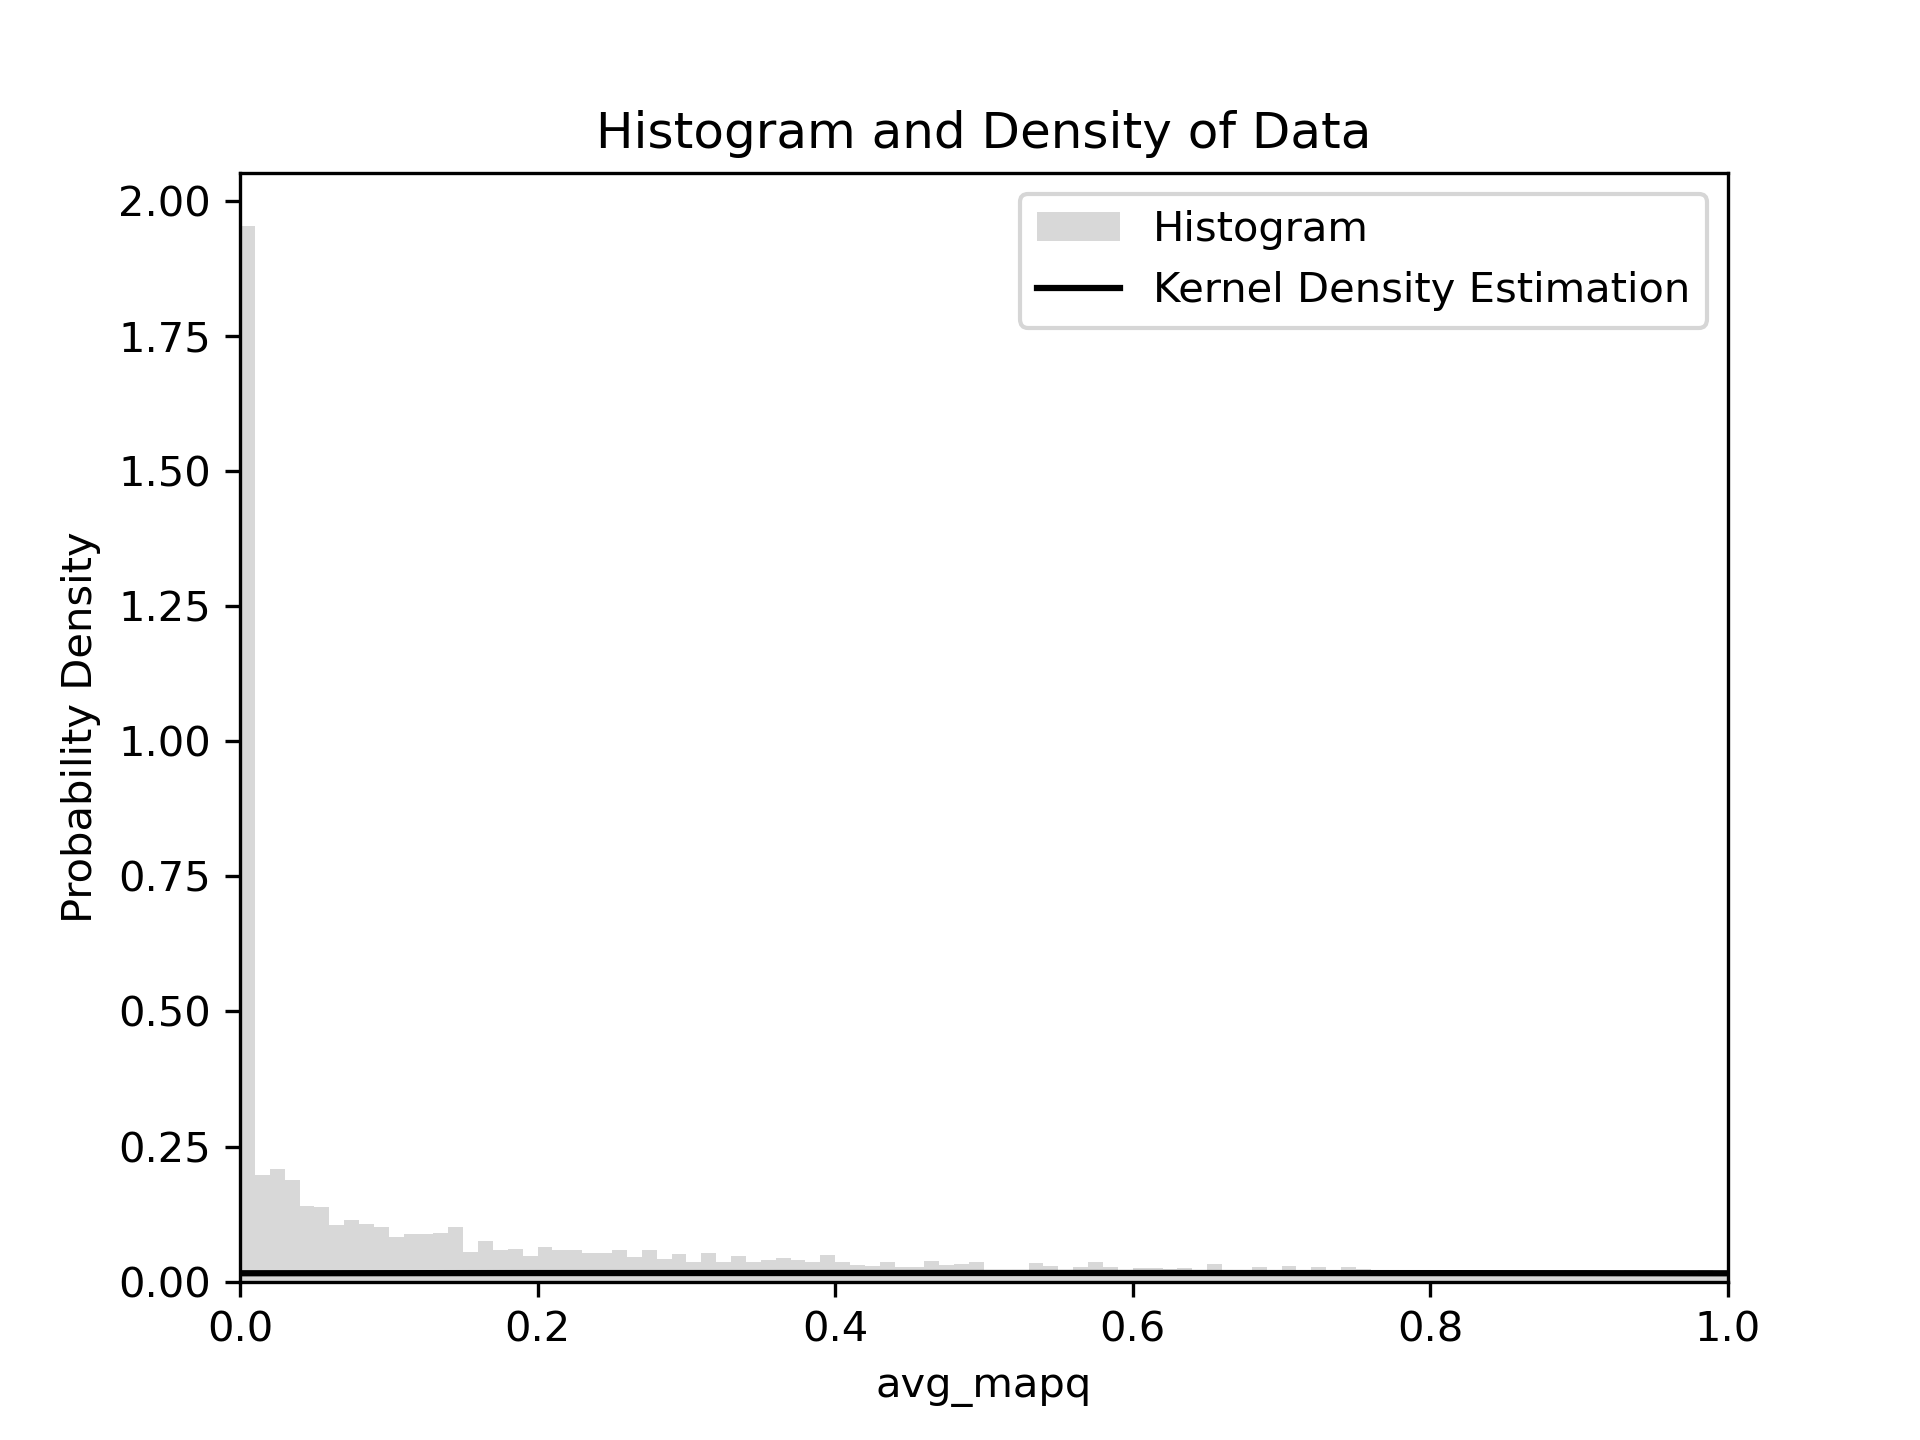 Histogram and Density of Data
Histogram
Kernel Density Estimation
Probability Density
2.00
1.75
1.50
1.25
1.00
0.75
0.50
0.25
0.00
0.0 0.2 0.4 0.6 0.8 1.0
avg_mapq